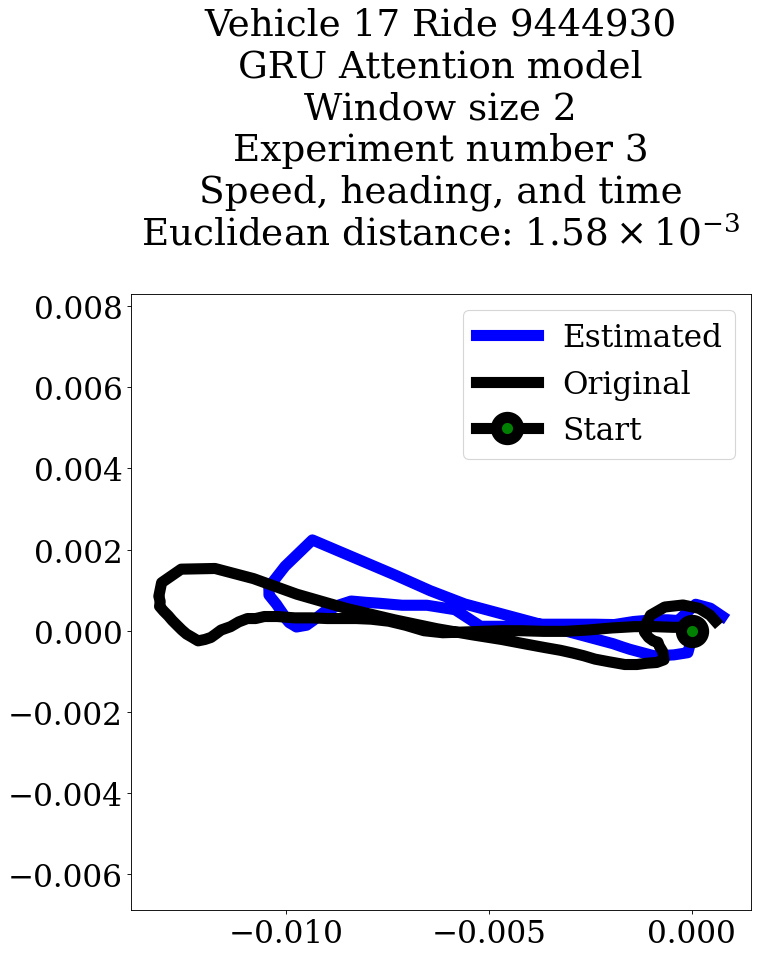 Vehicle 17 Ride 9444930
GRU Attention model
Window size 2
Experiment number 3
Speed, heading, and time
Euclidean distance: 1.58 × 10⁻³
Estimated
Original
Start
0.008
0.006
0.004
0.002
0.000
−0.002
−0.004
−0.006
−0.010
−0.005
0.000